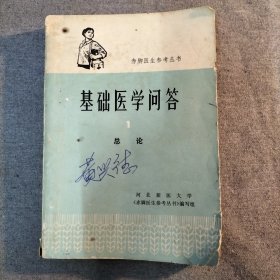 赤脚医生参考丛书
基础医学问答
1
总论
河北新医大学
《赤脚医生参考丛书》编写组